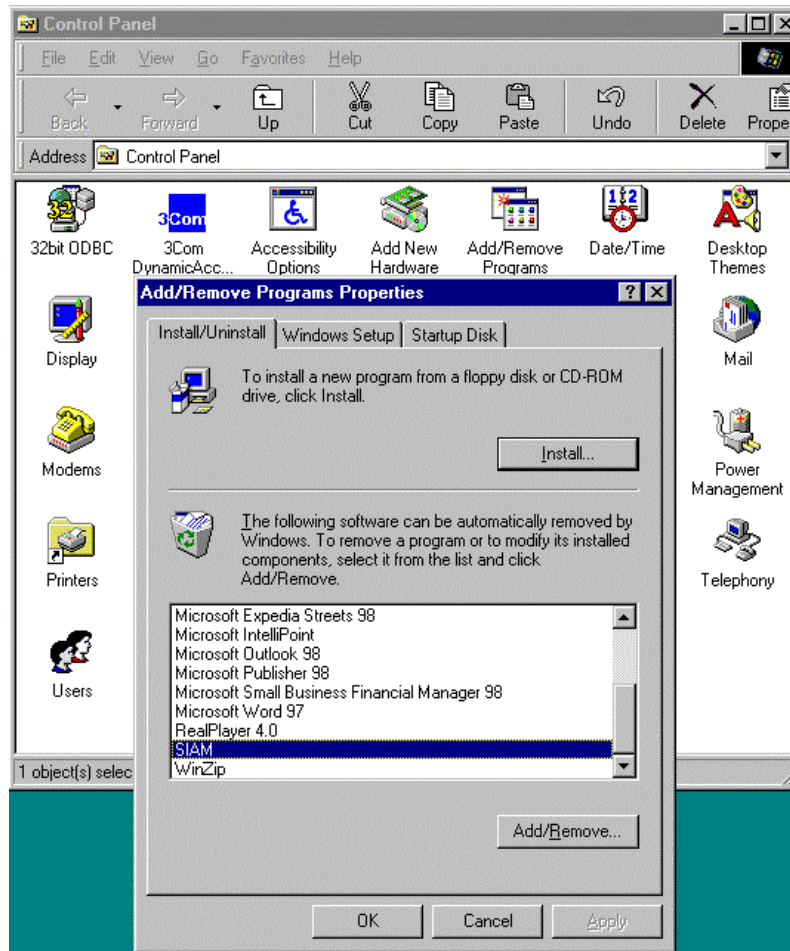 Control Panel
File Edit View Go Favorites Help
Back Forward Up Cut Copy Paste Undo Delete Prope
Address Control Panel
32
3Com
1 2
32bit ODBC
3Com
DynamicAcc...
Accessibility
Options
Add New
Hardware
Add/Remove
Programs
Date/Time
Desktop
Themes
Display
Modems
Printers
Users
Mail
Power
Management
Telephony
1 object(s) selec
Add/Remove Programs Properties
Install/Uninstall Windows Setup Startup Disk
To install a new program from a floppy disk or CD-ROM
drive, click Install.
Install...
The following software can be automatically removed by
Windows. To remove a program or to modify its installed
components, select it from the list and click
Add/Remove.
Microsoft Expedia Streets 98
Microsoft IntelliPoint
Microsoft Outlook 98
Microsoft Publisher 98
Microsoft Small Business Financial Manager 98
Microsoft Word 97
RealPlayer 4.0
SIAM
WinZip
Add/Remove...
OK Cancel Apply